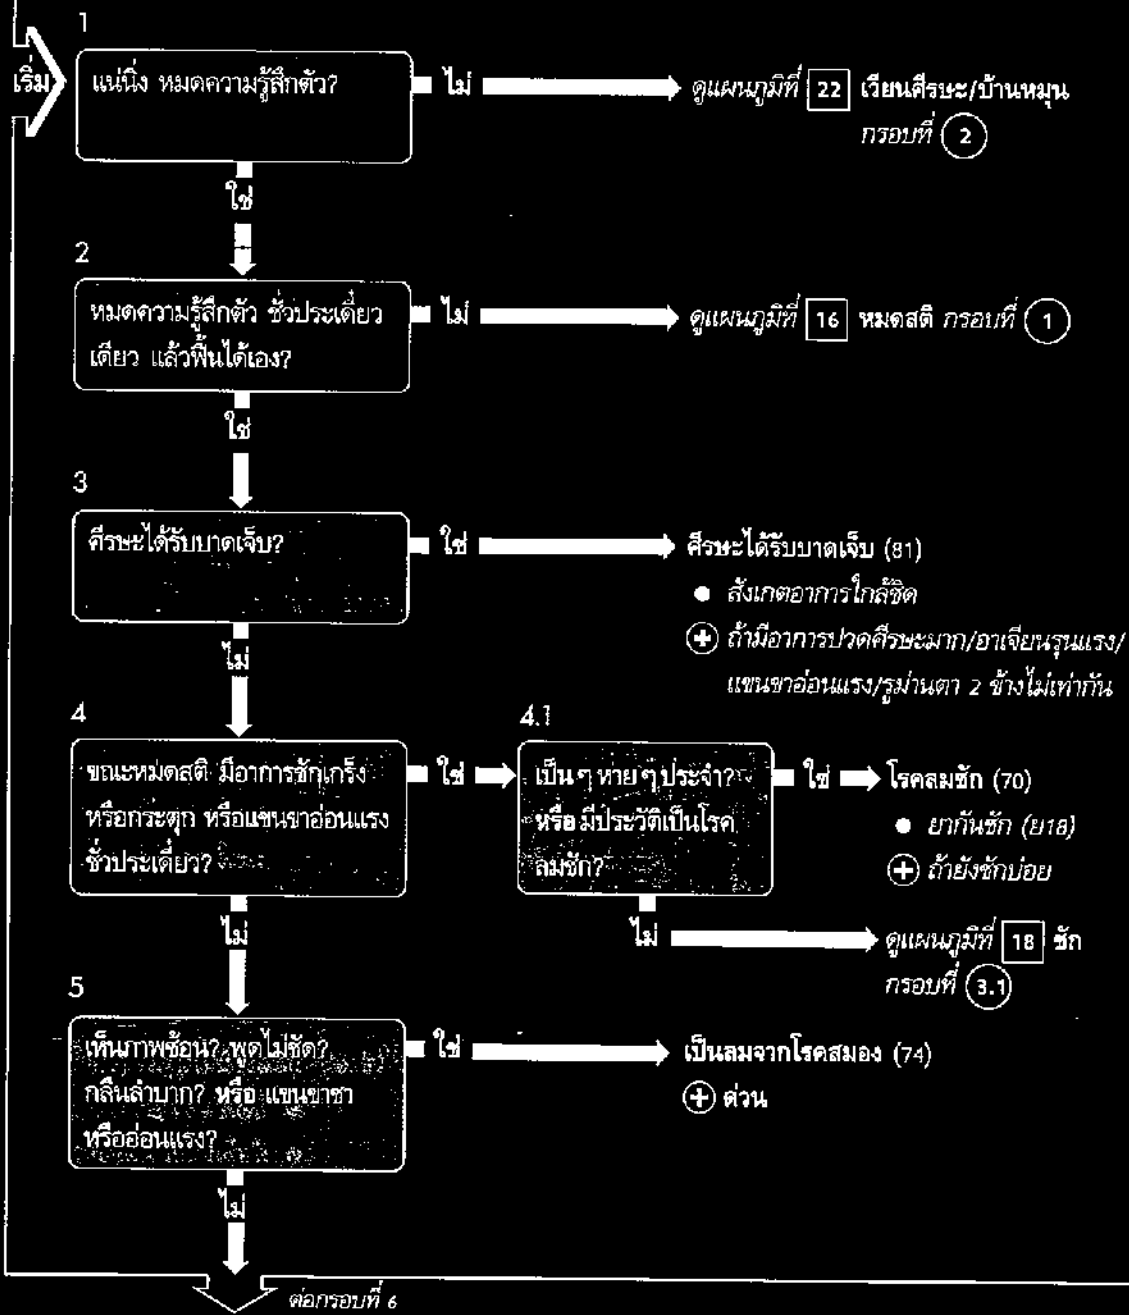 1
เริ่ม
แน่นิ่ง หมดความรู้สึกตัว?
ไม่
ดูแผนภูมิที่ 22 เวียนศีรษะ/บ้านหมุน
กรอบที่ 2
ใช่
2
หมดความรู้สึกตัว ชั่วประเดี๋ยว
เดียว แล้วฟื้นได้เอง?
ไม่
ดูแผนภูมิที่ 16 หมดสติ กรอบที่ 1
ใช่
3
ศีรษะได้รับบาดเจ็บ?
ใช่
ศีรษะได้รับบาดเจ็บ (81)
● สังเกตอาการใกล้ชิด
⊕ ถ้ามีอาการปวดศีรษะมาก/อาเจียนรุนแรง/
แขนขาอ่อนแรง/รูม่านตา 2 ข้างไม่เท่ากัน
ไม่
4
ขณะหมดสติ มีอาการชักเกร็ง
หรือกระตุก หรือแขนขาอ่อนแรง
ชั่วประเดี๋ยว?
ใช่
4.1
เป็นๆ หายๆ ประจำ?
หรือ มีประวัติเป็นโรค
ลมชัก?
ใช่
โรคลมชัก (70)
● ยากันชัก (ย18)
⊕ ถ้ายังชักบ่อย
ไม่
ดูแผนภูมิที่ 18 ชัก
กรอบที่ 3.1
ไม่
5
เห็นภาพซ้อน? พูดไม่ชัด?
กลืนลำบาก? หรือ แขนขาชา
หรืออ่อนแรง?
ใช่
เป็นลมจากโรคสมอง (74)
⊕ ด่วน
ไม่
ต่อกรอบที่ 6